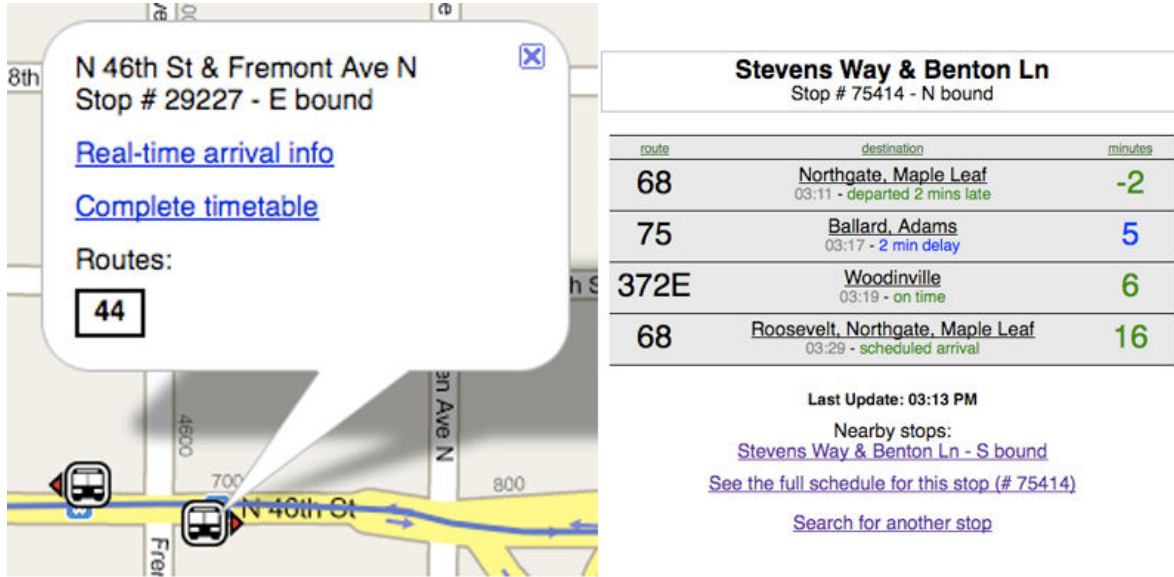 8th
N 46th St & Fremont Ave N
Stop # 29227 - E bound
Real-time arrival info
Complete timetable
Routes:
44
h S
en Ave N
4600
700
800
N 46th St
Fre
Stevens Way & Benton Ln
Stop # 75414 - N bound
route destination minutes
68 Northgate, Maple Leaf -2
03:11 - departed 2 mins late
75 Ballard, Adams 5
03:17 - 2 min delay
372E Woodinville 6
03:19 - on time
68 Roosevelt, Northgate, Maple Leaf 16
03:29 - scheduled arrival
Last Update: 03:13 PM
Nearby stops:
Stevens Way & Benton Ln - S bound
See the full schedule for this stop (# 75414)
Search for another stop